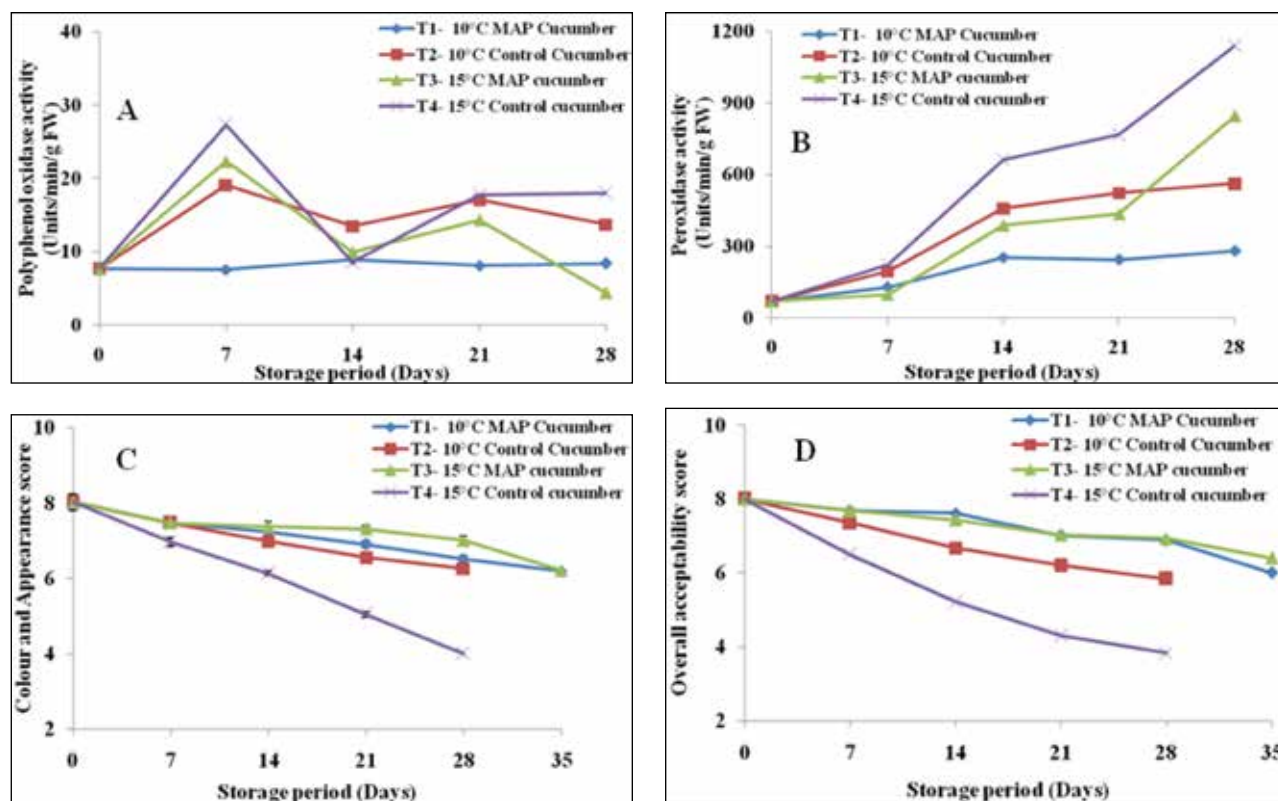 40
30
20
10
0
Polyphenol oxidase activity
(Units/min/g FW)
A
T1- 10°C MAP Cucumber
T2- 10°C Control Cucumber
T3- 15°C MAP cucumber
T4- 15°C Control cucumber
0 7 14 21 28
Storage period (Days)
1200
900
600
300
0
Peroxidase activity
(Units/min/g FW)
B
T1- 10°C MAP Cucumber
T2- 10°C Control Cucumber
T3- 15°C MAP cucumber
T4- 15°C Control cucumber
0 7 14 21 28
Storage period (Days)
10
8
6
4
2
Colour and Appearance score
C
T1- 10°C MAP Cucumber
T2- 10°C Control Cucumber
T3- 15°C MAP cucumber
T4- 15°C Control cucumber
0 7 14 21 28 35
Storage period (Days)
10
8
6
4
2
Overall acceptability score
D
T1- 10°C MAP Cucumber
T2- 10°C Control Cucumber
T3- 15°C MAP cucumber
T4- 15°C Control cucumber
0 7 14 21 28 35
Storage period (Days)